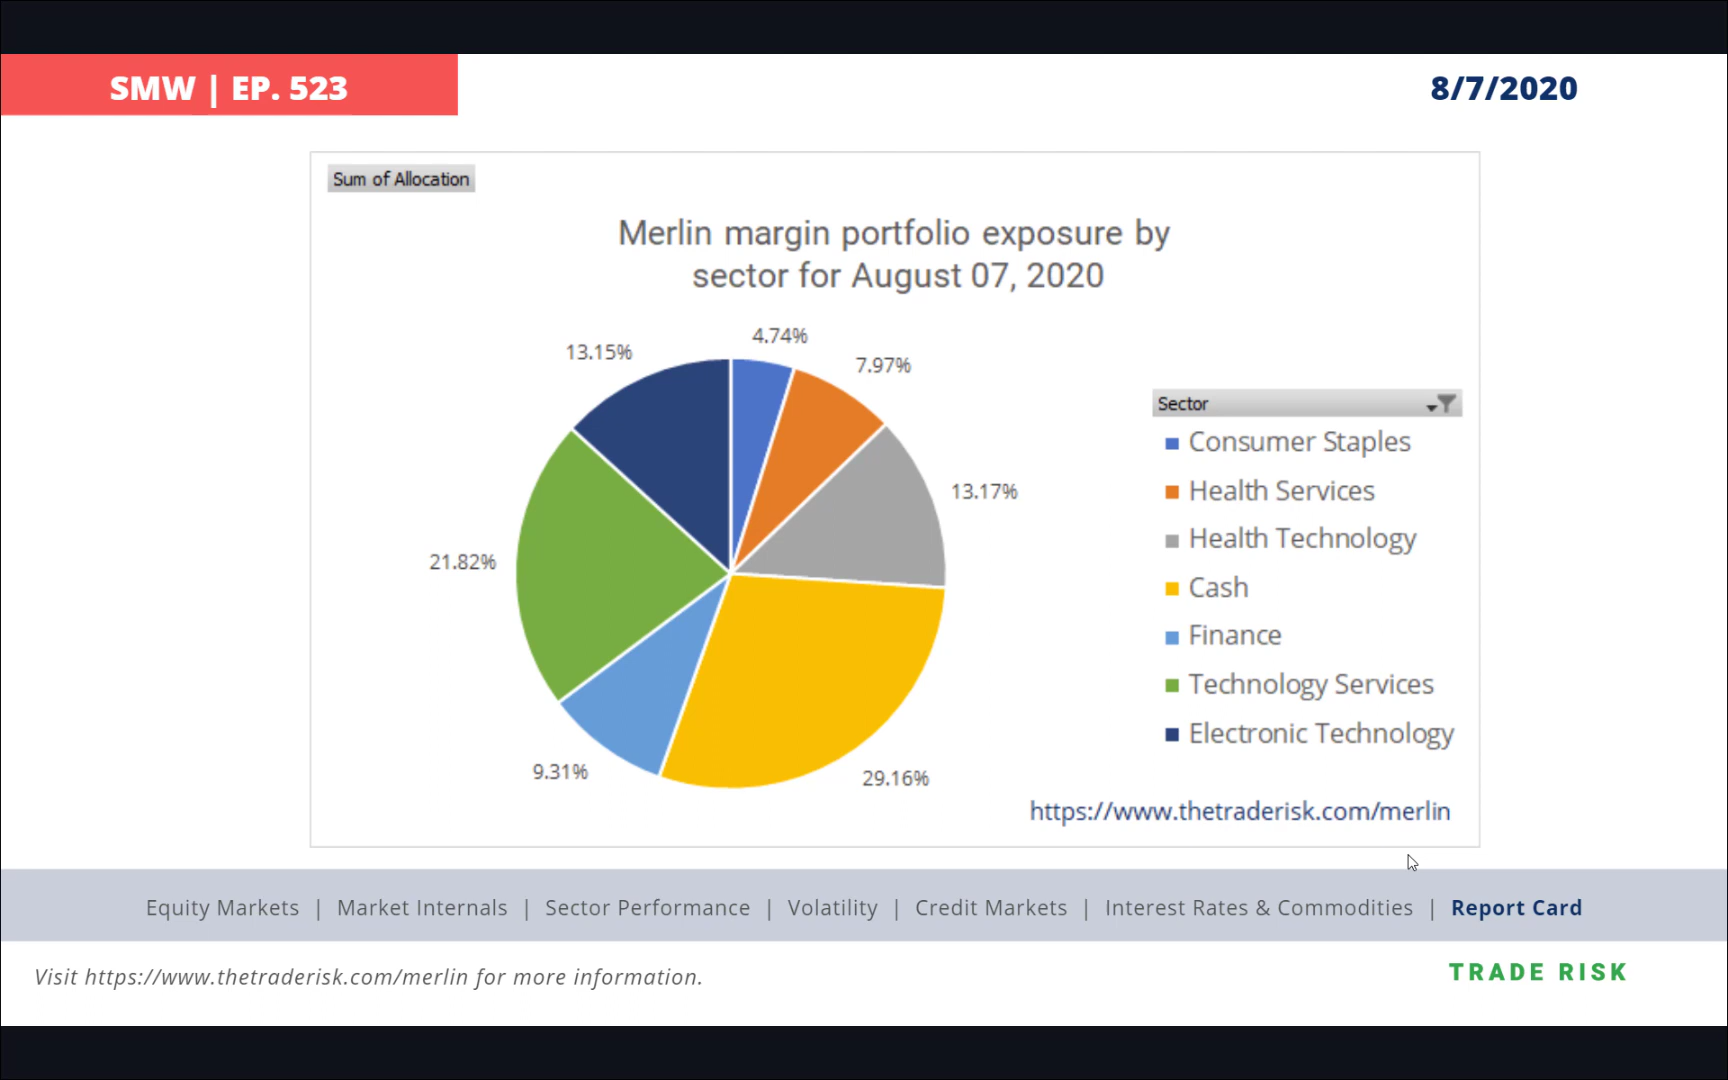 SMW | EP. 523
8/7/2020
Sum of Allocation
Merlin margin portfolio exposure by
sector for August 07, 2020
4.74%
13.15%
7.97%
13.17%
21.82%
9.31%
29.16%
Sector
Consumer Staples
Health Services
Health Technology
Cash
Finance
Technology Services
Electronic Technology
https://www.thetraderisk.com/merlin
Equity Markets | Market Internals | Sector Performance | Volatility | Credit Markets | Interest Rates & Commodities | Report Card
Visit https://www.thetraderisk.com/merlin for more information.
TRADE RISK